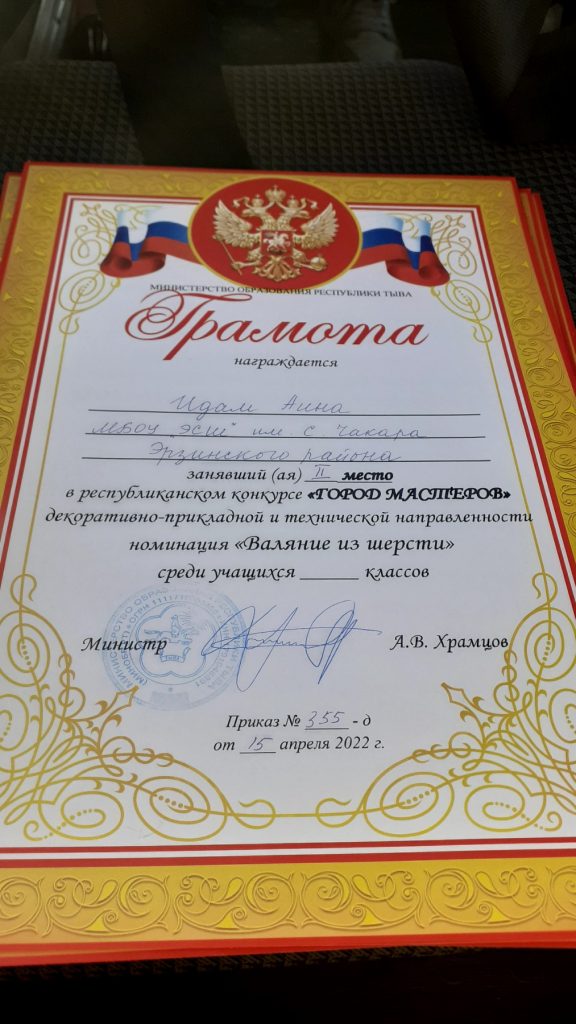 МИНИСТЕРСТВО ОБРАЗОВАНИЯ РЕСПУБЛИКИ ТЫВА
Грамота
награждается
Идам Аина
МБОУ "ЭСШ" им. С. Чакара
Эрзинского района
занявший (ая) II место
в республиканском конкурсе «ГОРОД МАСТЕРОВ»
декоративно-прикладной и технической направленности
номинация «Валяние из шерсти»
среди учащихся ______ классов
Министр А.В. Храмцов
Приказ № 355 - д
от 15 апреля 2022 г.